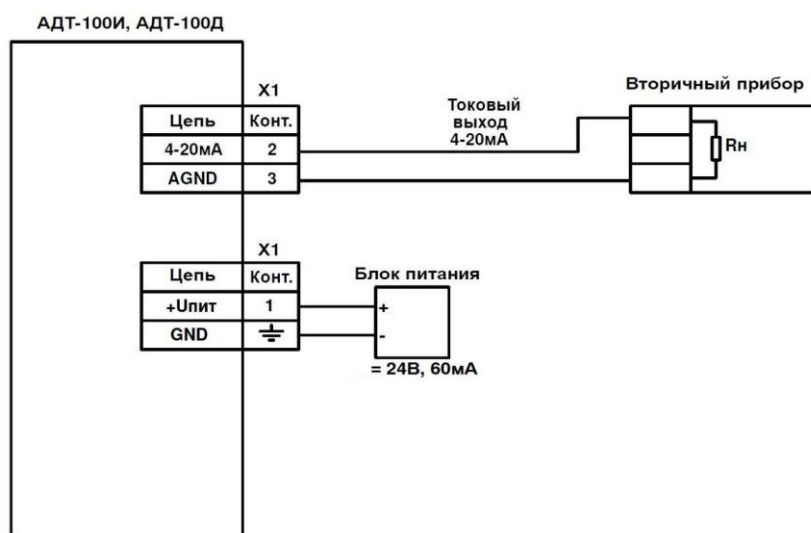 АДТ-100И, АДТ-100Д
X1
Цепь Конт.
4-20мА 2
AGND 3
Токовый
выход
4-20мА
Вторичный прибор
Rн
X1
Цепь Конт.
+Uпит 1
GND
Блок питания
+
-
= 24В, 60мА